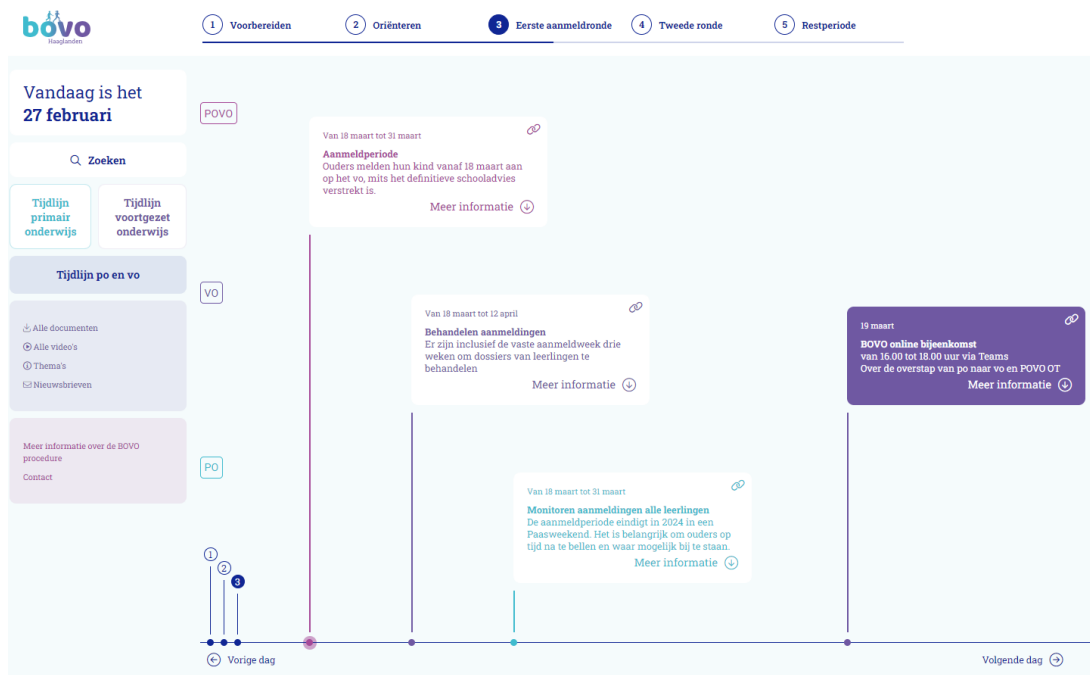 bovo
Haaglanden
1 Voorbereiden
2 Oriënteren
3 Eerste aanmeldronde
4 Tweede ronde
5 Restperiode
Vandaag is het
27 februari
Zoeken
Tijdlijn
primair
onderwijs
Tijdlijn
voortgezet
onderwijs
Tijdlijn po en vo
Alle documenten
Alle video's
Thema's
Nieuwsbrieven
Meer informatie over de BOVO
procedure
Contact
POVO
Van 18 maart tot 31 maart
Aanmeldperiode
Ouders melden hun kind vanaf 18 maart aan
op het vo, mits het definitieve schooladvies
verstrekt is.
Meer informatie
VO
Van 18 maart tot 12 april
Behandelen aanmeldingen
Er zijn inclusief de vaste aanmeldweek drie
weken om dossiers van leerlingen te
behandelen
Meer informatie
19 maart
BOVO online bijeenkomst
van 16.00 tot 18.00 uur via Teams
Over de overstap van po naar vo en POVO OT
Meer informatie
PO
Van 18 maart tot 31 maart
Monitoren aanmeldingen alle leerlingen
De aanmeldperiode eindigt in 2024 in een
Paasweekend. Het is belangrijk om ouders op
tijd na te bellen en waar mogelijk bij te staan.
Meer informatie
1
2
3
Vorige dag
Volgende dag